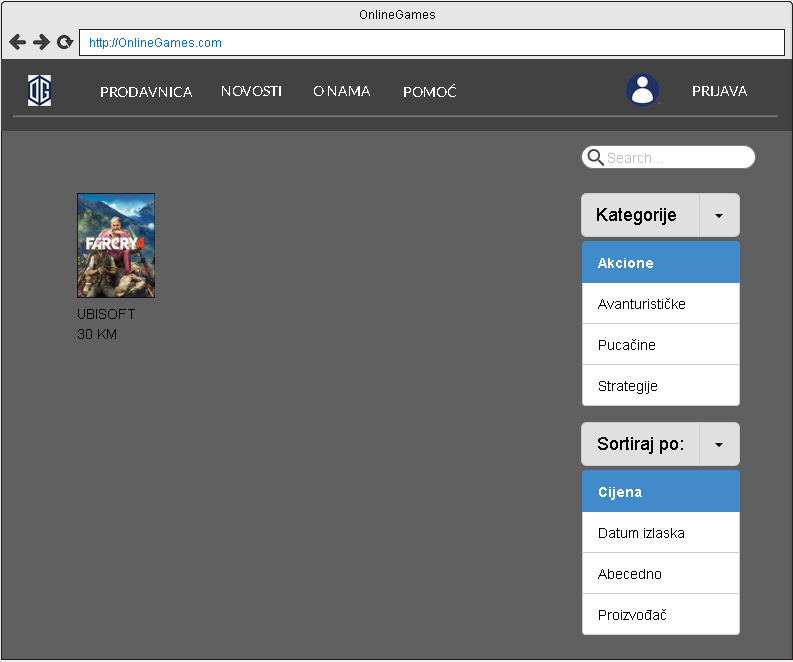 OnlineGames
http://OnlineGames.com
OG
PRODAVNICA NOVOSTI O NAMA POMOĆ PRIJAVA
Search...
FARCRY4
UBISOFT
30 KM
Kategorije
Akcione
Avanturističke
Pucačine
Strategije
Sortiraj po:
Cijena
Datum izlaska
Abecedno
Proizvođač